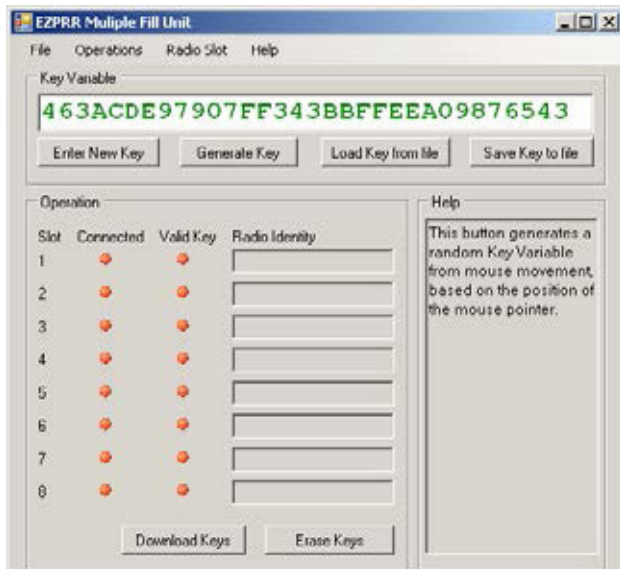 EZPRR Muliple Fill Unit
File Operations Radio Slot Help
Key Variable
463ACDE97907FF343BBFFEEA09876543
Enter New Key Generate Key Load Key from file Save Key to file
Operation
Slot Connected Valid Key Radio Identity
1
2
3
4
5
6
7
8
Download Keys Erase Keys
Help
This button generates a
random Key Variable
from mouse movement,
based on the position of
the mouse pointer.